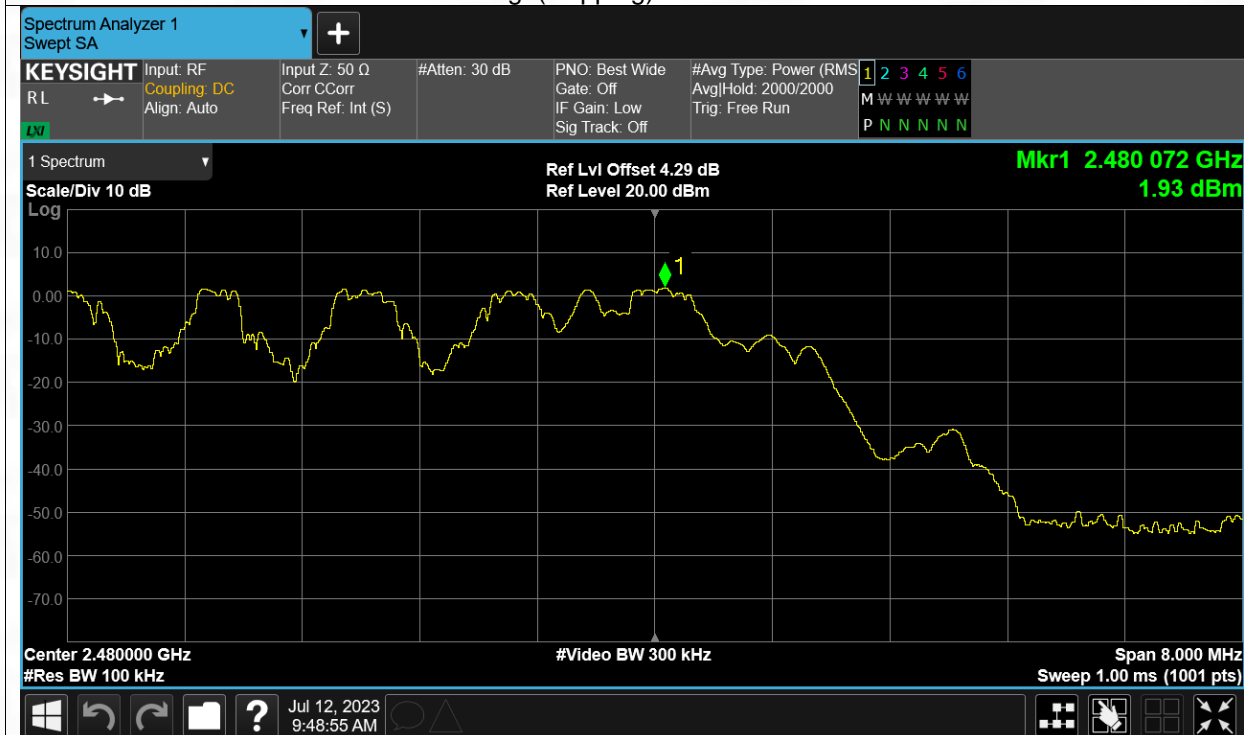 Spectrum Analyzer 1
Swept SA
KEYSIGHT
R L
LXI
Input: RF
Coupling: DC
Align: Auto
Input Z: 50 Ω
Corr CCorr
Freq Ref: Int (S)
#Atten: 30 dB
PNO: Best Wide
Gate: Off
IF Gain: Low
Sig Track: Off
#Avg Type: Power (RMS
Avg|Hold: 2000/2000
Trig: Free Run
1 2 3 4 5 6
M W W W W W
P N N N N N
1 Spectrum
Scale/Div 10 dB
Log
Ref Lvl Offset 4.29 dB
Ref Level 20.00 dBm
Mkr1 2.480 072 GHz
1.93 dBm
1
10.0
0.00
-10.0
-20.0
-30.0
-40.0
-50.0
-60.0
-70.0
Center 2.480000 GHz
#Res BW 100 kHz
#Video BW 300 kHz
Span 8.000 MHz
Sweep 1.00 ms (1001 pts)
?
Jul 12, 2023
9:48:55 AM